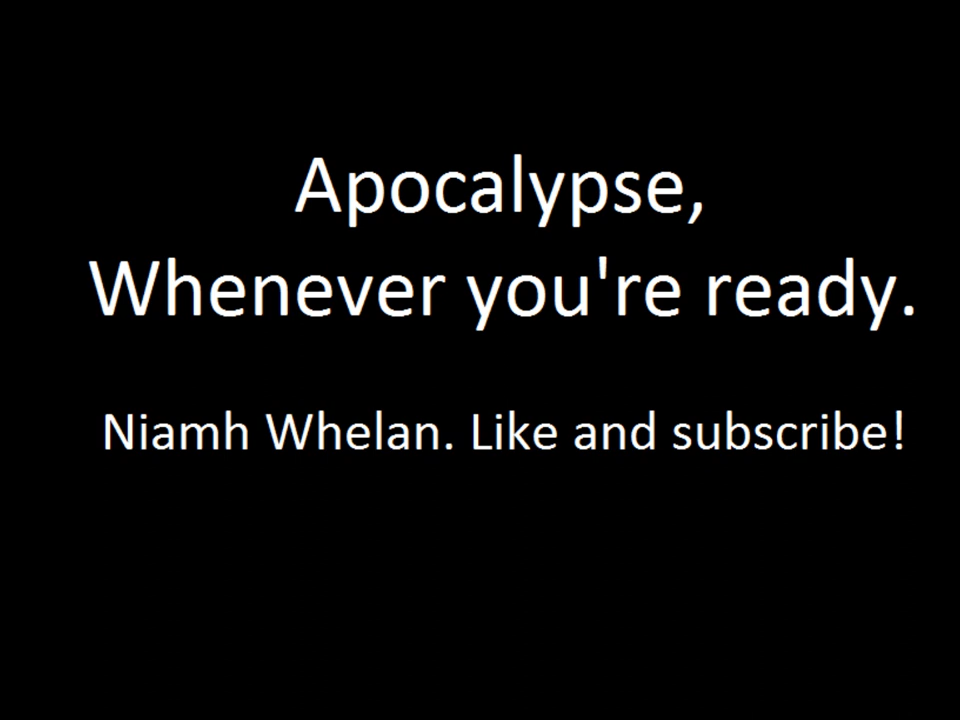 Apocalypse,
Whenever you're ready.
Niamh Whelan. Like and subscribe!